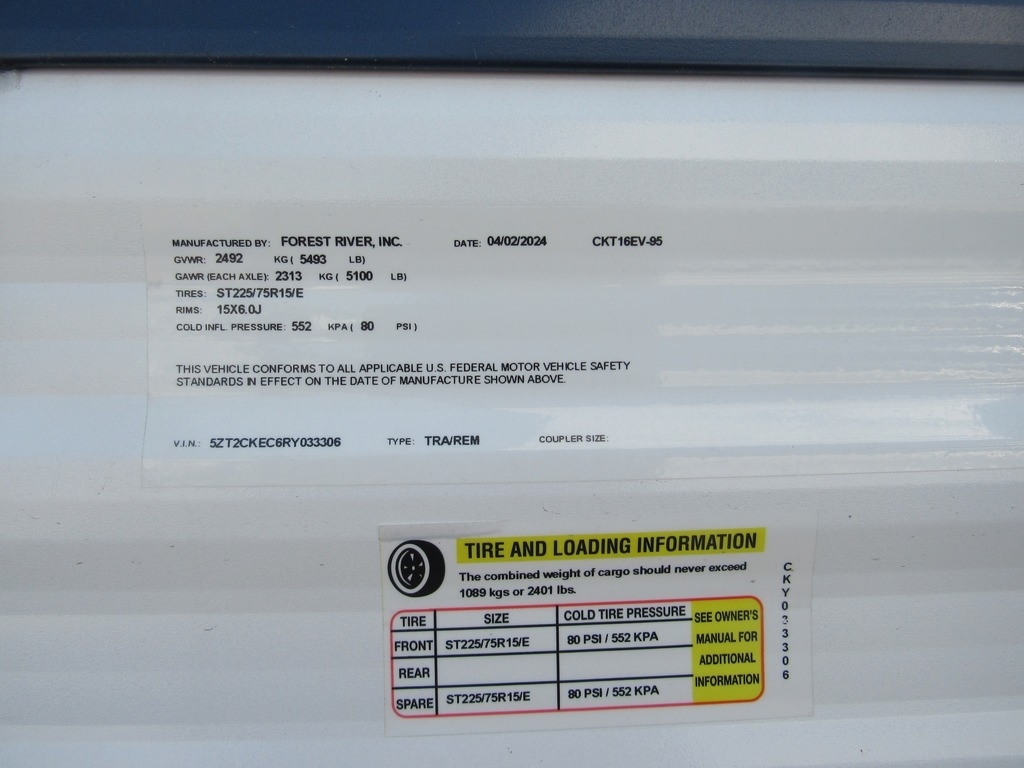 MANUFACTURED BY: FOREST RIVER, INC. DATE: 04/02/2024 CKT16EV-95
GVWR: 2492 KG ( 5493 LB)
GAWR (EACH AXLE): 2313 KG ( 5100 LB)
TIRES: ST225/75R15/E
RIMS: 15X6.0J
COLD INFL. PRESSURE: 552 KPA ( 80 PSI )
THIS VEHICLE CONFORMS TO ALL APPLICABLE U.S. FEDERAL MOTOR VEHICLE SAFETY
STANDARDS IN EFFECT ON THE DATE OF MANUFACTURE SHOWN ABOVE.
V.I.N.: 5ZT2CKEC6RY033306 TYPE: TRA/REM COUPLER SIZE:
TIRE AND LOADING INFORMATION
The combined weight of cargo should never exceed
1089 kgs or 2401 lbs.
TIRE SIZE COLD TIRE PRESSURE
FRONT ST225/75R15/E 80 PSI / 552 KPA
REAR
SPARE ST225/75R15/E 80 PSI / 552 KPA
SEE OWNER'S
MANUAL FOR
ADDITIONAL
INFORMATION
CKY033306